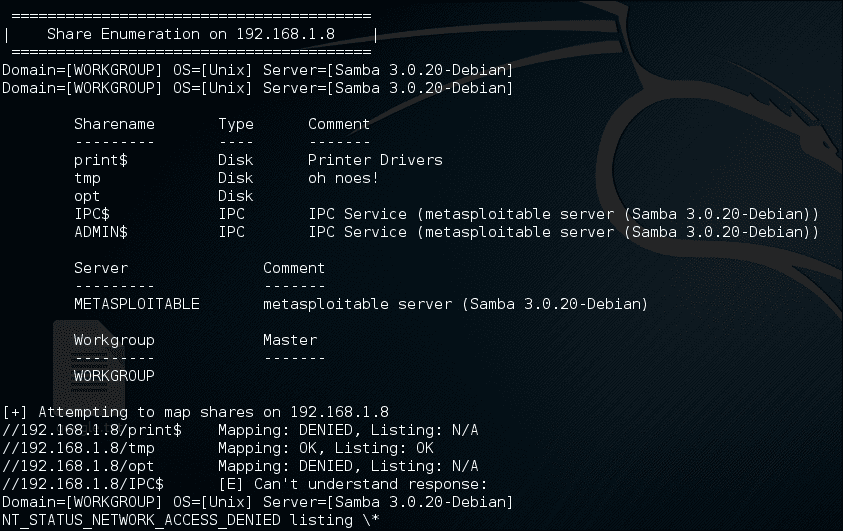 ========================================
|    Share Enumeration on 192.168.1.8    |
========================================
Domain=[WORKGROUP] OS=[Unix] Server=[Samba 3.0.20-Debian]
Domain=[WORKGROUP] OS=[Unix] Server=[Samba 3.0.20-Debian]
Sharename       Type      Comment
---------       ----      -------
print$          Disk      Printer Drivers
tmp             Disk      oh noes!
opt             Disk
IPC$            IPC       IPC Service (metasploitable server (Samba 3.0.20-Debian))
ADMIN$          IPC       IPC Service (metasploitable server (Samba 3.0.20-Debian))
Server               Comment
---------            -------
METASPLOITABLE       metasploitable server (Samba 3.0.20-Debian)
Workgroup            Master
---------            -------
WORKGROUP
[+] Attempting to map shares on 192.168.1.8
//192.168.1.8/print$    Mapping: DENIED, Listing: N/A
//192.168.1.8/tmp       Mapping: OK, Listing: OK
//192.168.1.8/opt       Mapping: DENIED, Listing: N/A
//192.168.1.8/IPC$      [E] Can't understand response:
Domain=[WORKGROUP] OS=[Unix] Server=[Samba 3.0.20-Debian]
NT_STATUS_NETWORK_ACCESS_DENIED listing \*